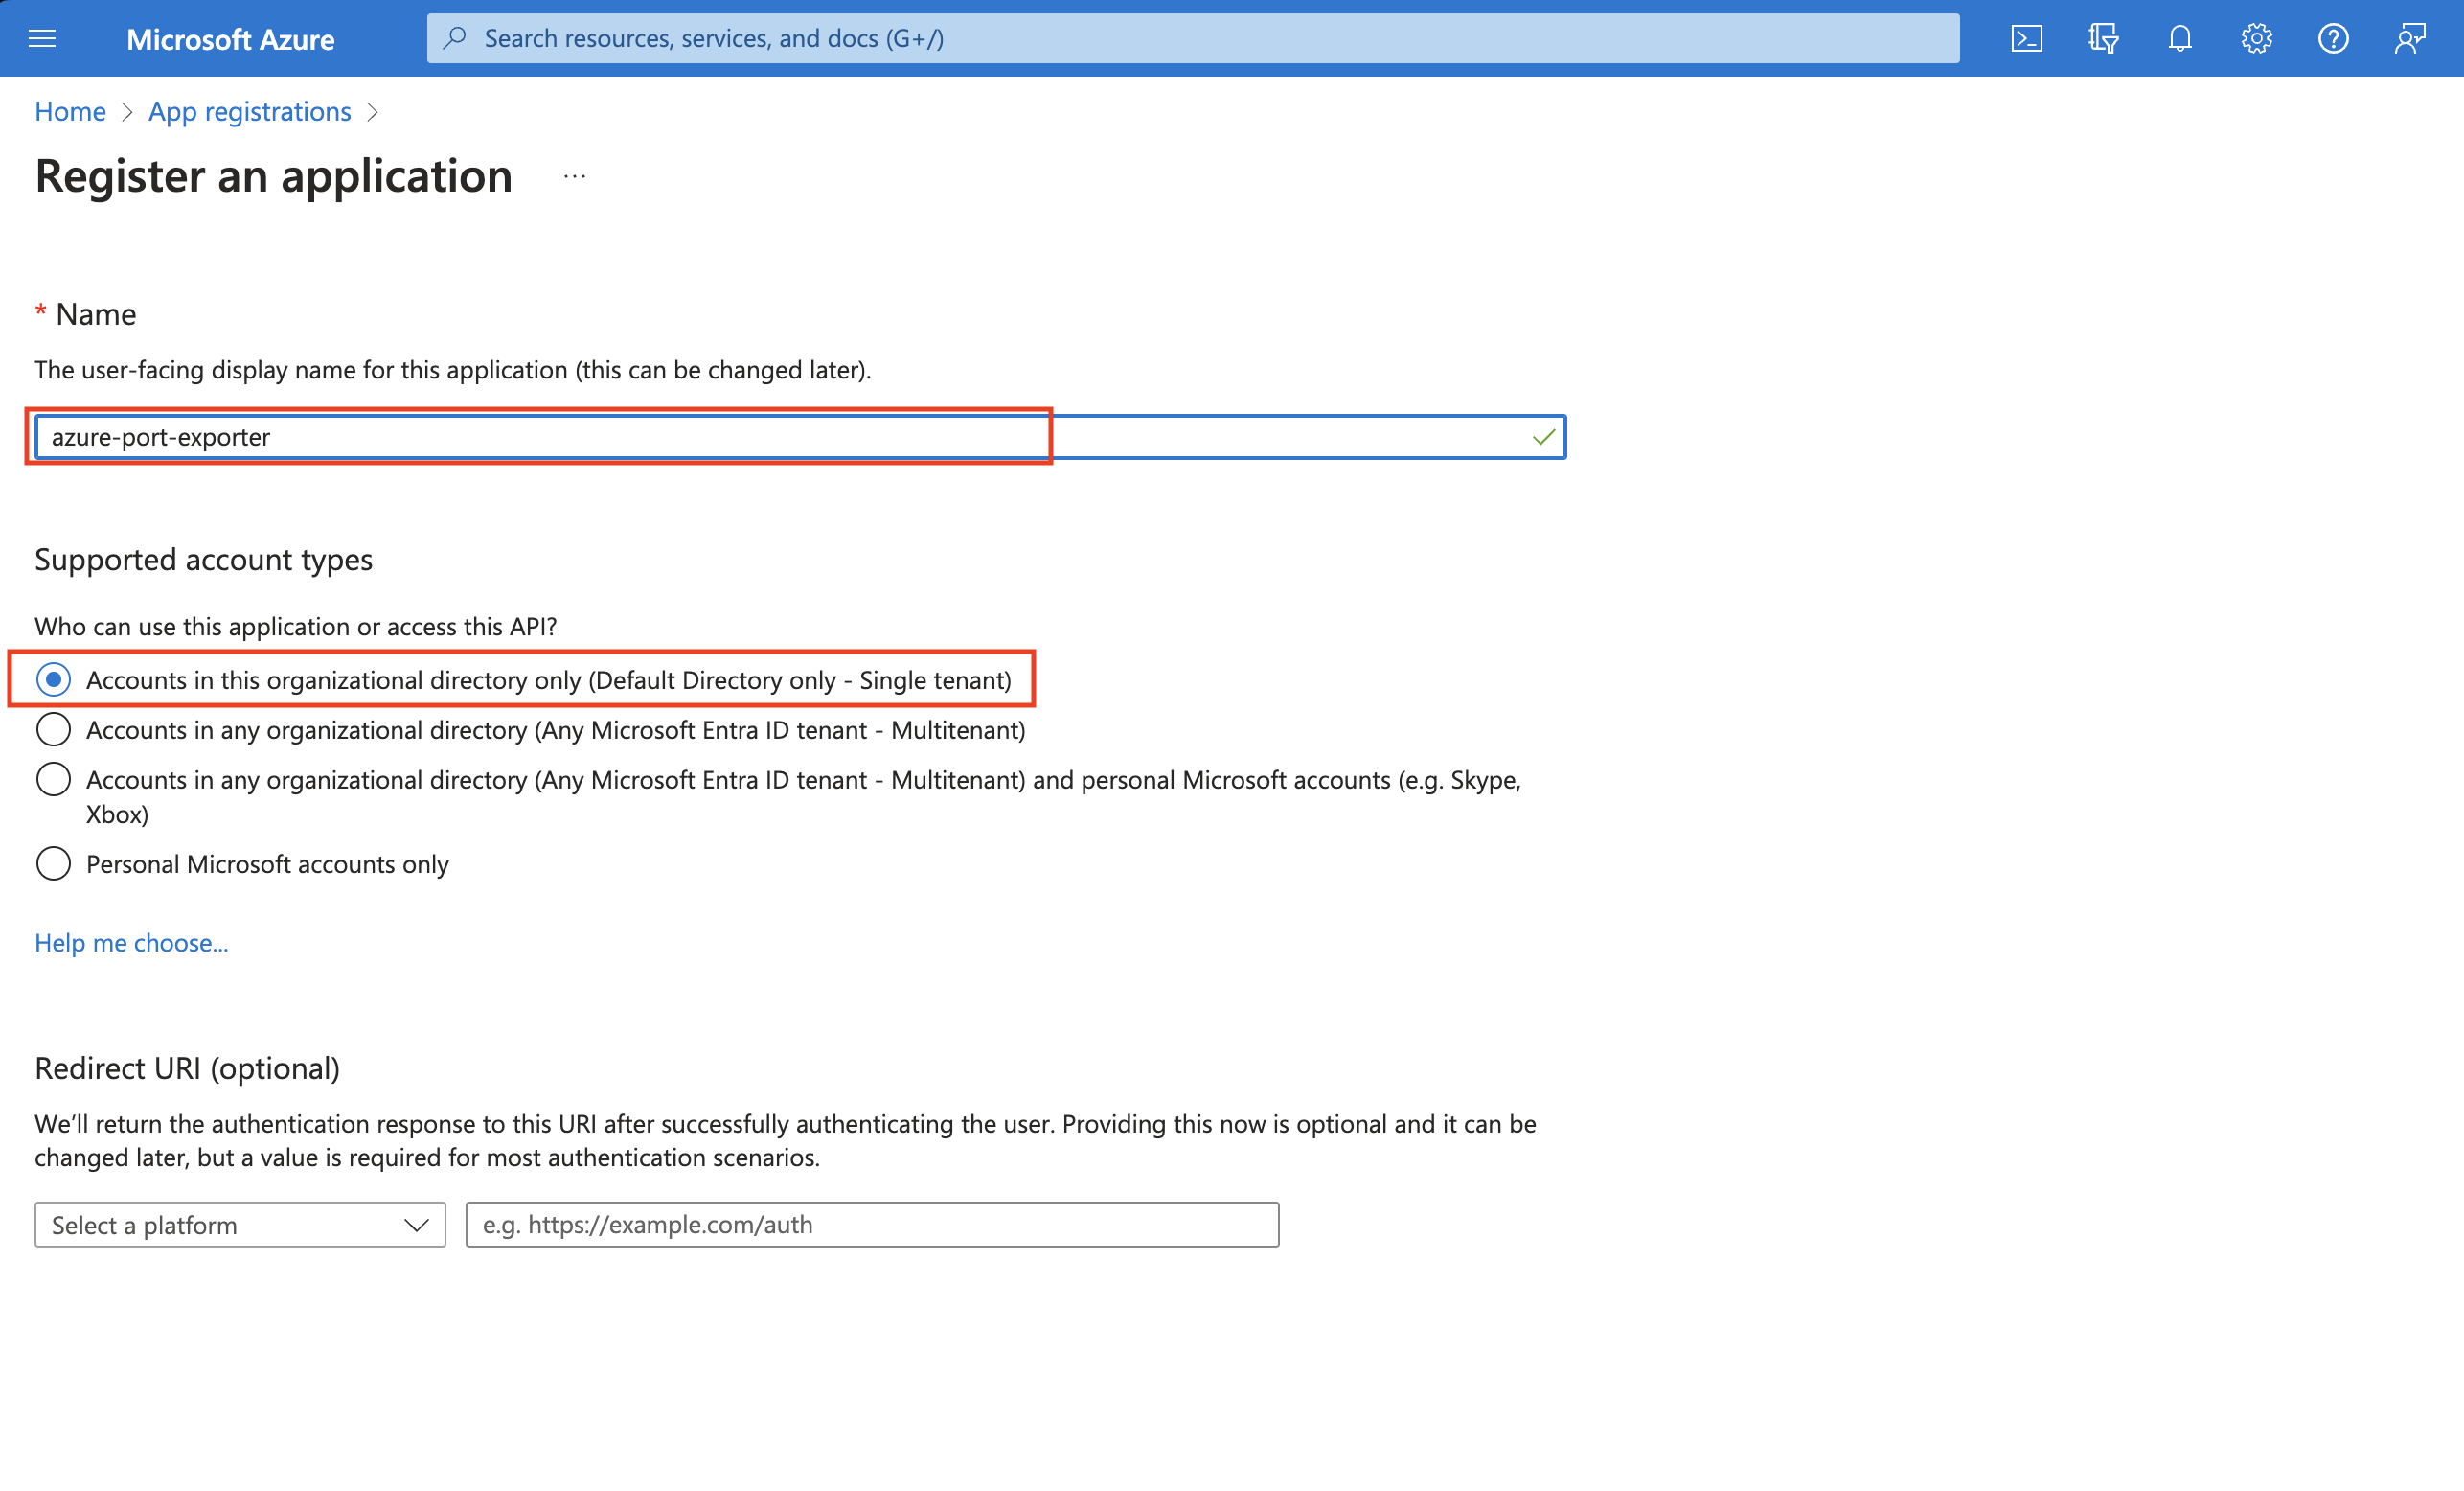 Microsoft Azure
Search resources, services, and docs (G+/)
Home > App registrations >
Register an application ...
* Name
The user-facing display name for this application (this can be changed later).
azure-port-exporter
Supported account types
Who can use this application or access this API?
Accounts in this organizational directory only (Default Directory only - Single tenant)
Accounts in any organizational directory (Any Microsoft Entra ID tenant - Multitenant)
Accounts in any organizational directory (Any Microsoft Entra ID tenant - Multitenant) and personal Microsoft accounts (e.g. Skype,
Xbox)
Personal Microsoft accounts only
Help me choose...
Redirect URI (optional)
We’ll return the authentication response to this URI after successfully authenticating the user. Providing this now is optional and it can be
changed later, but a value is required for most authentication scenarios.
Select a platform
e.g. https://example.com/auth